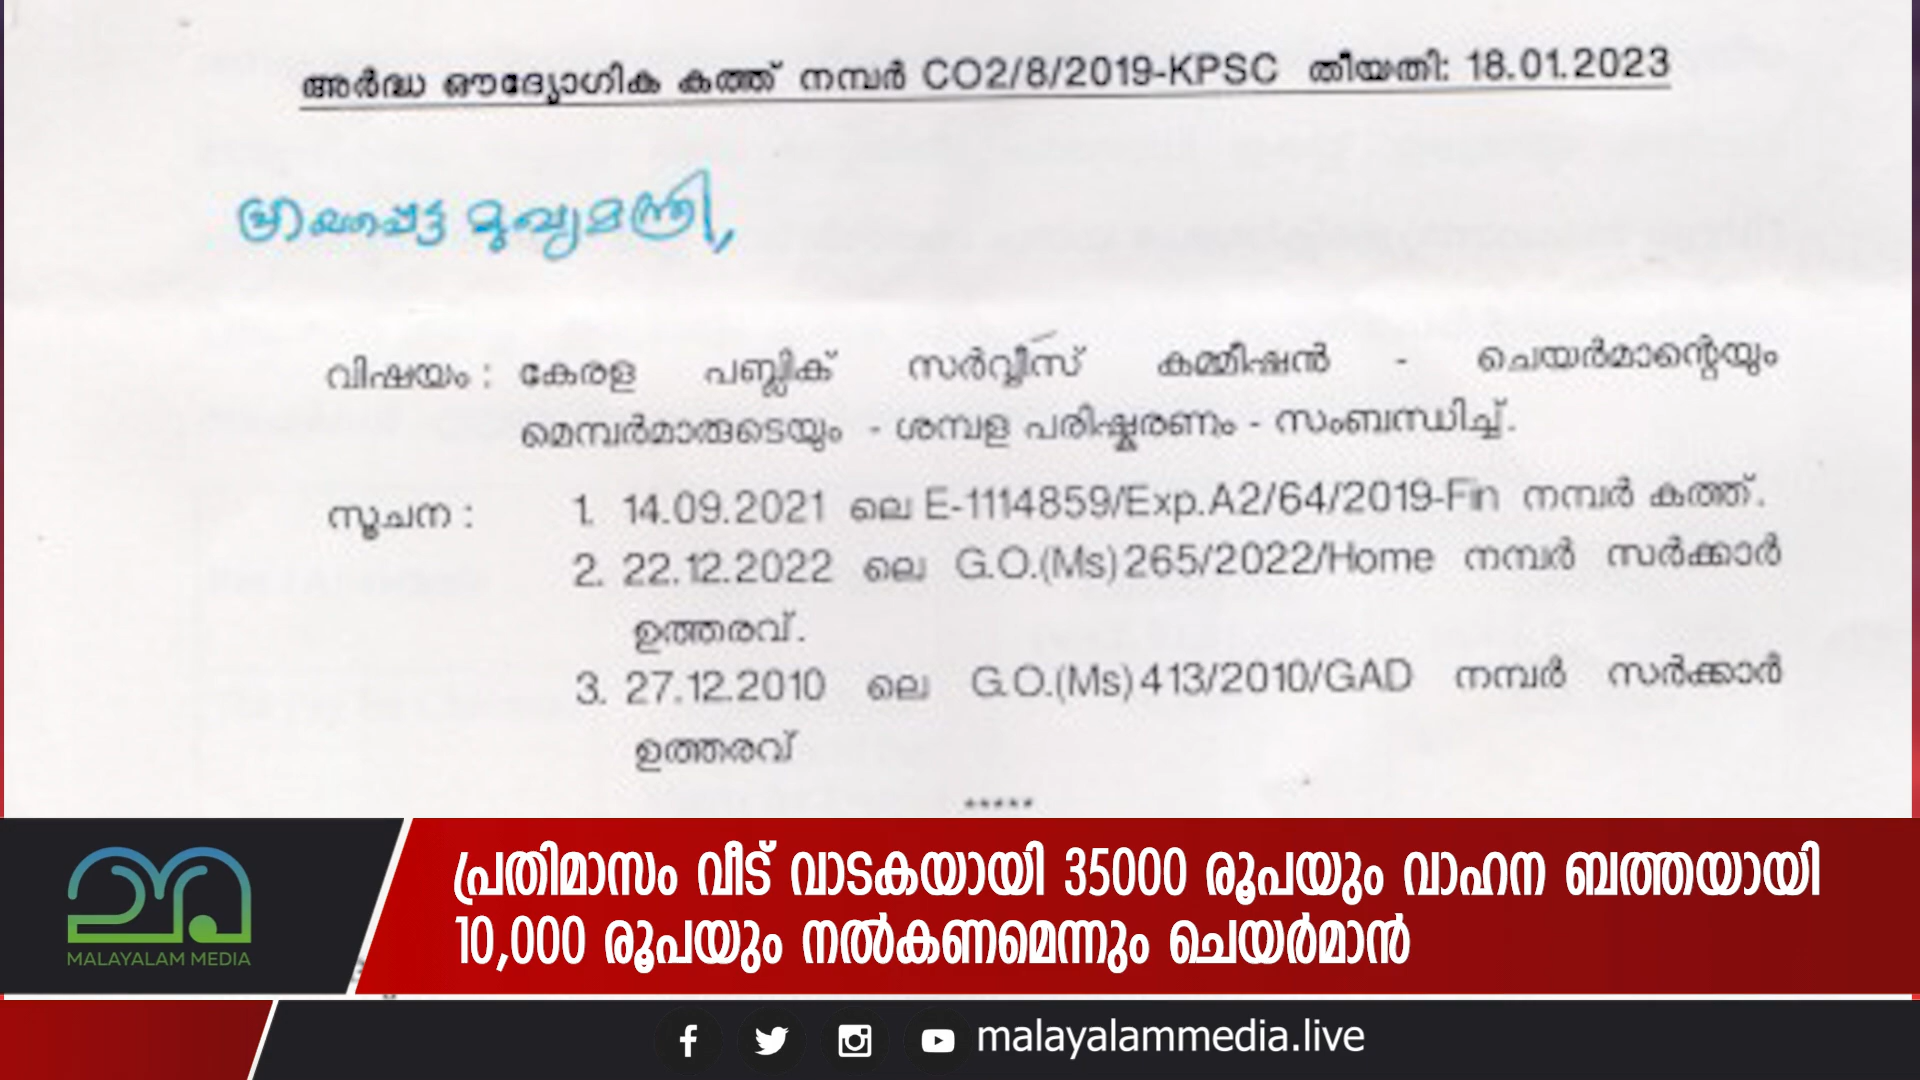 അർദ്ധ ഔദ്യോഗിക കത്ത് നമ്പർ CO2/8/2019-KPSC തീയതി: 18.01.2023
പ്രിയപ്പെട്ട മുഖ്യമന്ത്രി,
വിഷയം : കേരള പബ്ലിക് സർവ്വീസ് കമ്മീഷൻ - ചെയർമാന്റെയും
മെമ്പർമാരുടെയും - ശമ്പള പരിഷ്കരണം - സംബന്ധിച്ച്.
സൂചന : 1. 14.09.2021 ലെ E-1114859/Exp.A2/64/2019-Fin നമ്പർ കത്ത്.
2. 22.12.2022 ലെ G.O.(Ms)265/2022/Home നമ്പർ സർക്കാർ
ഉത്തരവ്.
3. 27.12.2010 ലെ G.O.(Ms)413/2010/GAD നമ്പർ സർക്കാർ
ഉത്തരവ്
*****
പ്രതിമാസം വീട് വാടകയായി 35000 രൂപയും വാഹന ബത്തയായി
10,000 രൂപയും നൽകണമെന്നും ചെയർമാൻ
MALAYALAM MEDIA
malayalammedia.live